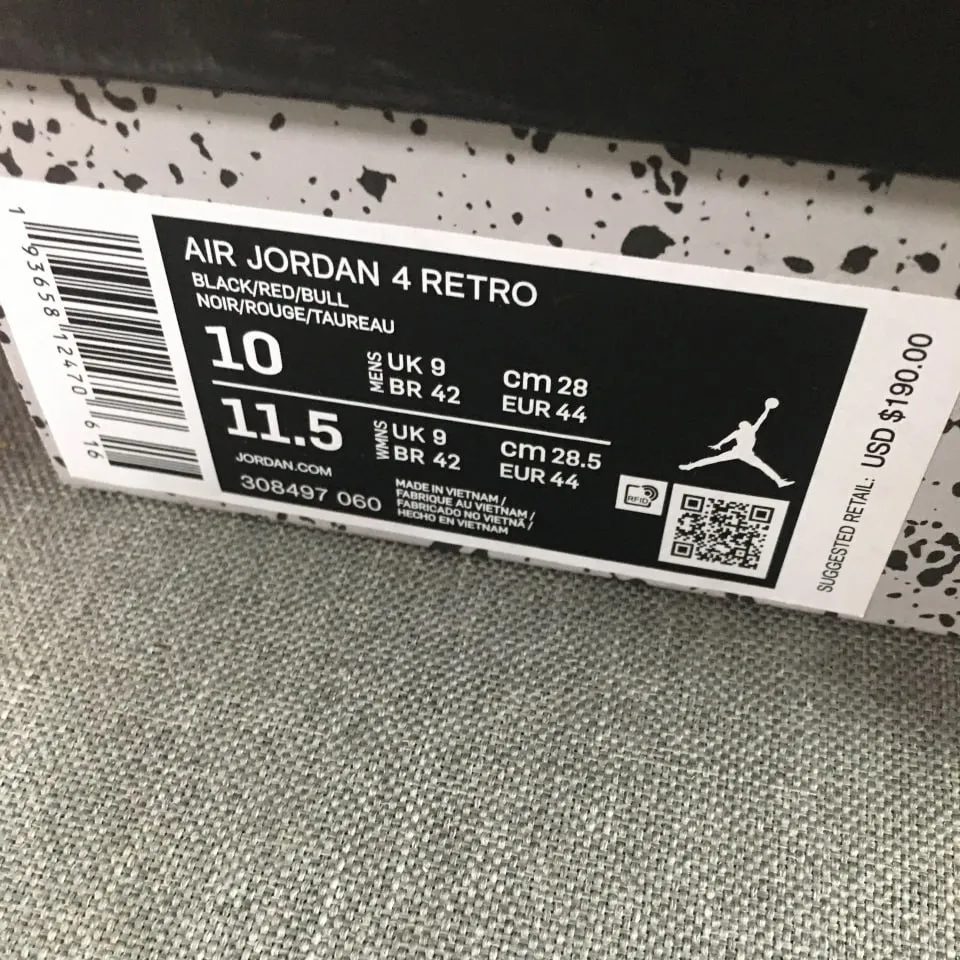 AIR JORDAN 4 RETRO
BLACK/RED/BULL
NOIR/ROUGE/TAUREAU
10 MENS UK 9 cm 28
BR 42 EUR 44
11.5 WMNS UK 9 cm 28.5
BR 42 EUR 44
JORDAN.COM
308497 060
MADE IN VIETNAM /
FABRIQUE AU VIETNAM /
FABRICADO NO VIETNÃ /
HECHO EN VIETNAM
RFID
SUGGESTED RETAIL: USD $190.00
1 93658 12470 6 16